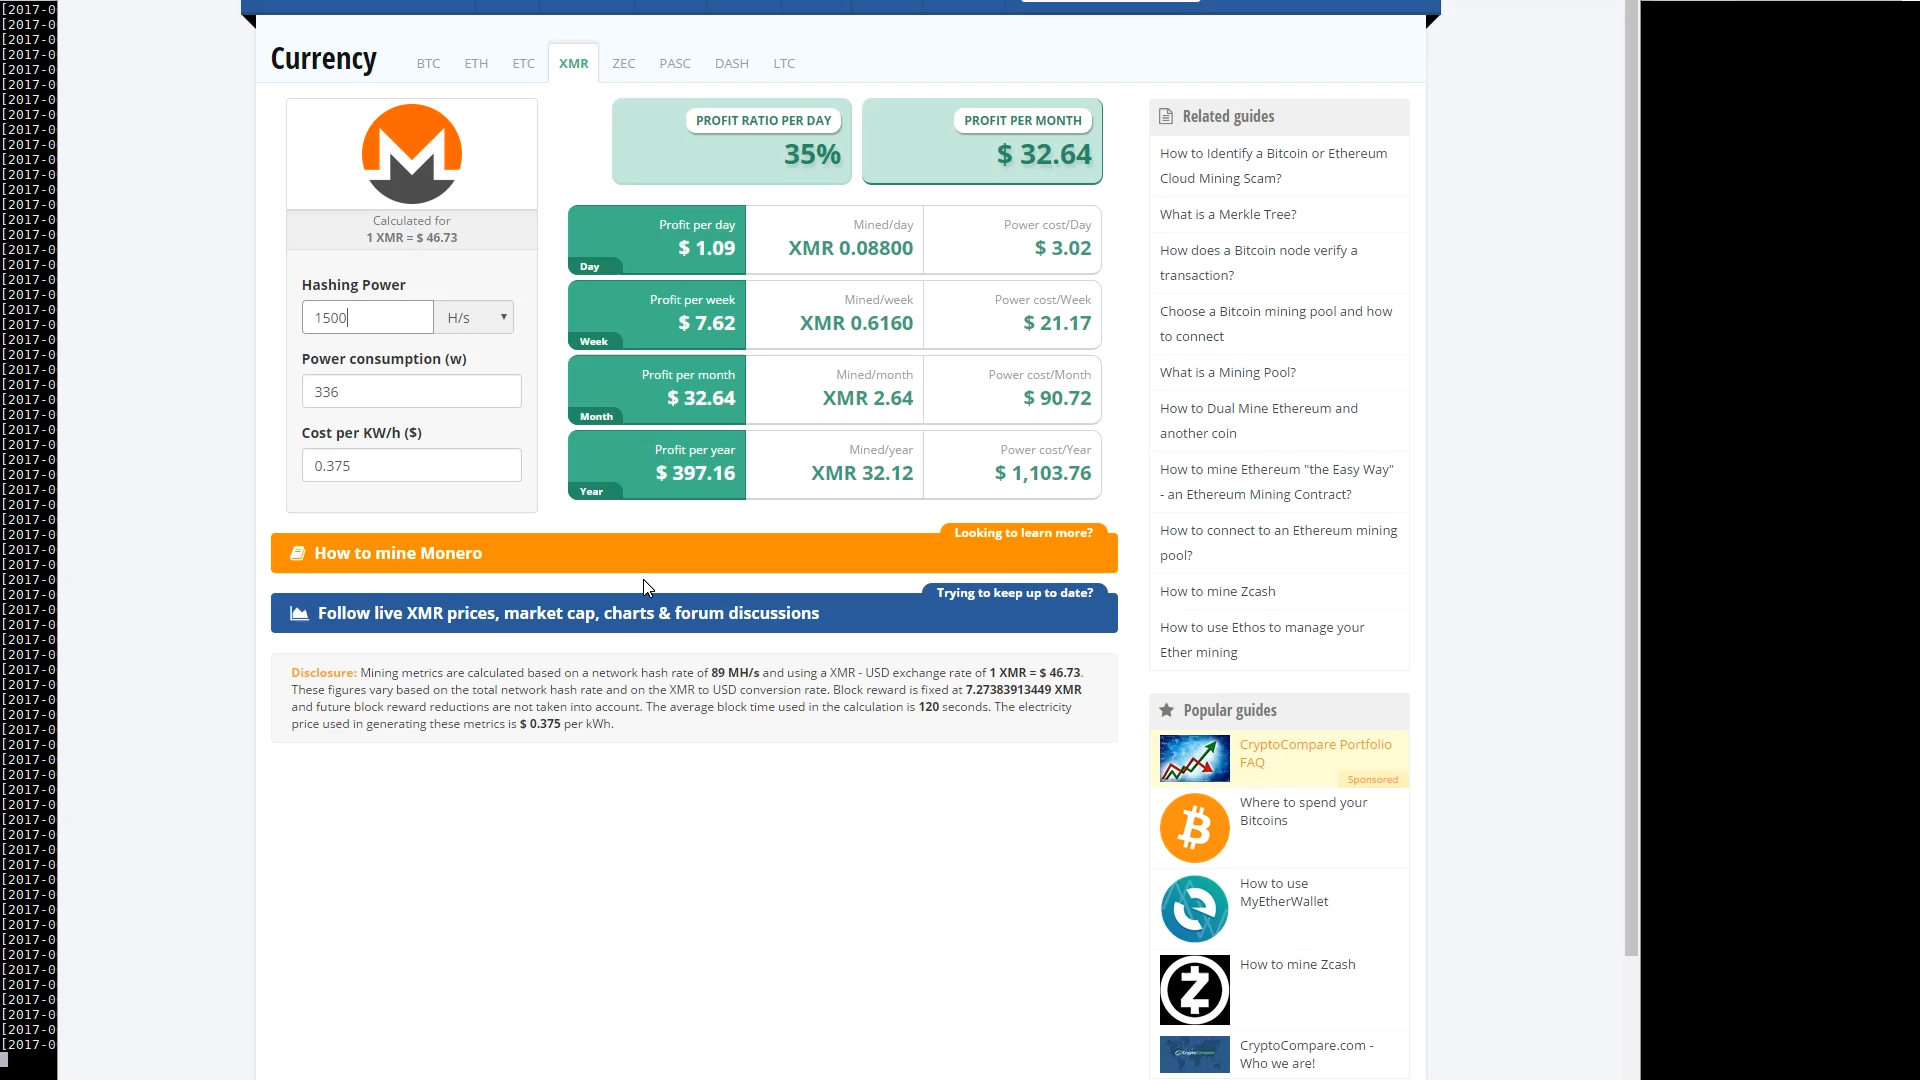 Currency
BTC
ETH
ETC
XMR
ZEC
PASC
DASH
LTC
Calculated for
1 XMR = $ 46.73
Hashing Power
1500
H/s
Power consumption (w)
336
Cost per KW/h ($)
0.375
PROFIT RATIO PER DAY
35%
PROFIT PER MONTH
$ 32.64
Profit per day
$ 1.09
Day
Mined/day
XMR 0.08800
Power cost/Day
$ 3.02
Profit per week
$ 7.62
Week
Mined/week
XMR 0.6160
Power cost/Week
$ 21.17
Profit per month
$ 32.64
Month
Mined/month
XMR 2.64
Power cost/Month
$ 90.72
Profit per year
$ 397.16
Year
Mined/year
XMR 32.12
Power cost/Year
$ 1,103.76
Looking to learn more?
How to mine Monero
Trying to keep up to date?
Follow live XMR prices, market cap, charts & forum discussions
Disclosure: Mining metrics are calculated based on a network hash rate of 89 MH/s and using a XMR - USD exchange rate of 1 XMR = $ 46.73.
These figures vary based on the total network hash rate and on the XMR to USD conversion rate. Block reward is fixed at 7.27383913449 XMR
and future block reward reductions are not taken into account. The average block time used in the calculation is 120 seconds. The electricity
price used in generating these metrics is $ 0.375 per kWh.
Related guides
How to Identify a Bitcoin or Ethereum
Cloud Mining Scam?
What is a Merkle Tree?
How does a Bitcoin node verify a
transaction?
Choose a Bitcoin mining pool and how
to connect
What is a Mining Pool?
How to Dual Mine Ethereum and
another coin
How to mine Ethereum "the Easy Way"
- an Ethereum Mining Contract?
How to connect to an Ethereum mining
pool?
How to mine Zcash
How to use Ethos to manage your
Ether mining
Popular guides
CryptoCompare Portfolio
FAQ
Sponsored
Where to spend your
Bitcoins
How to use
MyEtherWallet
How to mine Zcash
CryptoCompare.com -
Who we are!